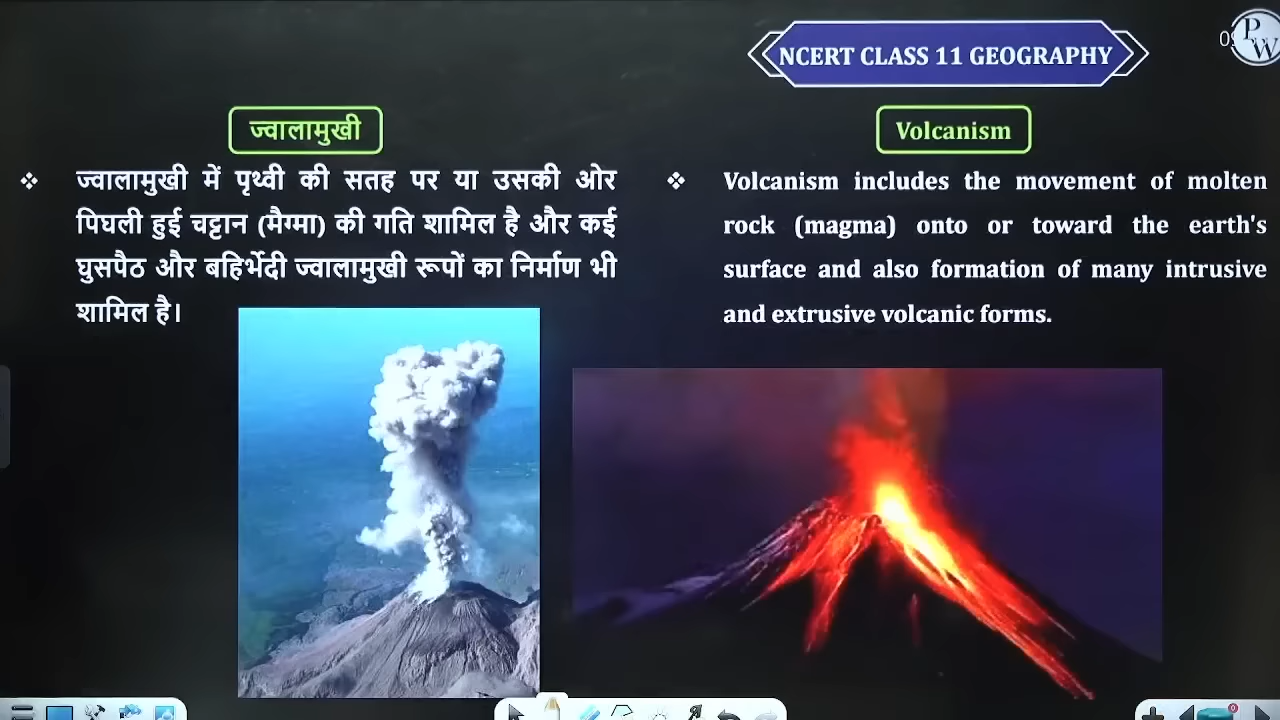 NCERT CLASS 11 GEOGRAPHY
PW
ज्वालामुखी
❖ ज्वालामुखी में पृथ्वी की सतह पर या उसकी ओर
पिघली हुई चट्टान (मैग्मा) की गति शामिल है और कई
घुसपैठ और बहिर्भेदी ज्वालामुखी रूपों का निर्माण भी
शामिल है।
Volcanism
❖ Volcanism includes the movement of molten
rock (magma) onto or toward the earth's
surface and also formation of many intrusive
and extrusive volcanic forms.